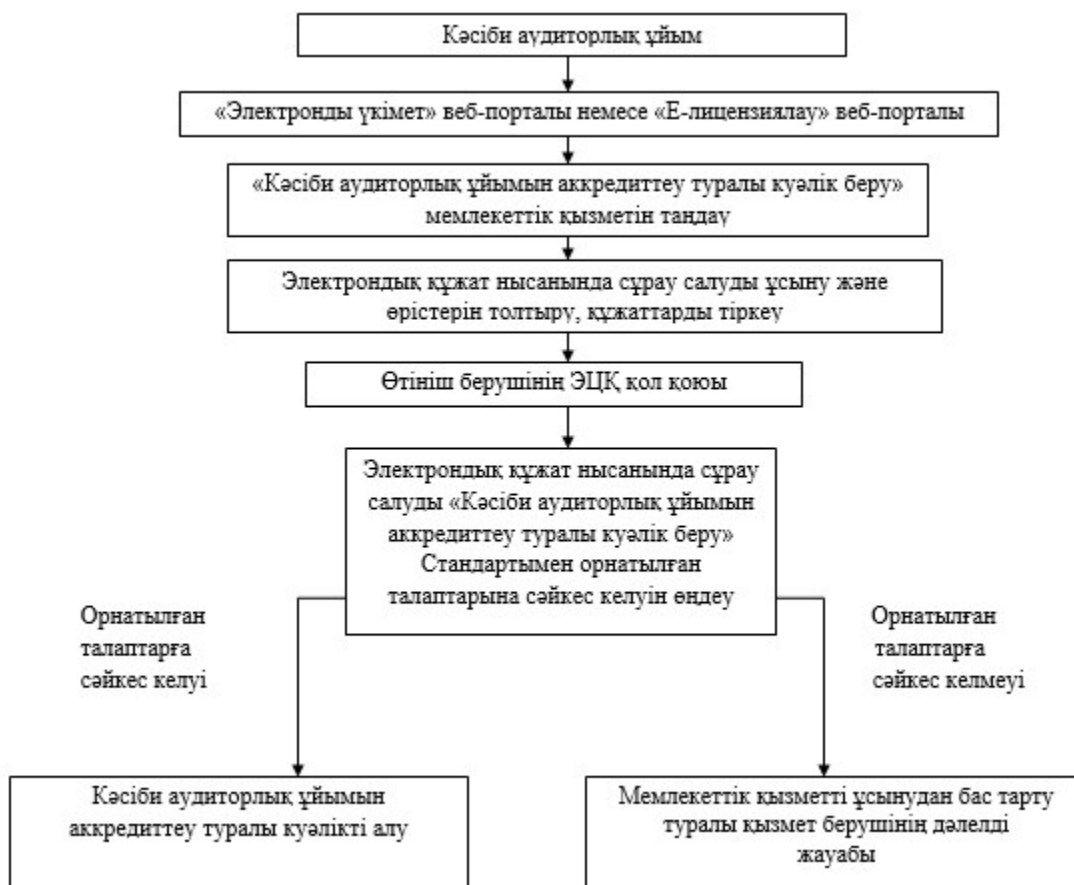 Кәсіби аудиторлық ұйым
«Электронды үкімет» веб-порталы немесе «Е-лицензиялау» веб-порталы
«Кәсіби аудиторлық ұйымын аккредиттеу туралы куәлік беру»
мемлекеттік қызметін таңдау
Электрондық құжат нысанында сұрау салуды ұсыну және
өрістерін толтыру, құжаттарды тіркеу
Өтініш берушінің ЭЦҚ қол қоюы
Электрондық құжат нысанында сұрау
салуды «Кәсіби аудиторлық ұйымын
аккредиттеу туралы куәлік беру»
Стандартымен орнатылған
талаптарына сәйкес келуін өңдеу
Орнатылған
талаптарға
сәйкес келуі
Орнатылған
талаптарға
сәйкес келмеуі
Кәсіби аудиторлық ұйымын
аккредиттеу туралы куәлікті алу
Мемлекеттік қызметті ұсынудан бас тарту
туралы қызмет берушінің дәлелді
жауабы